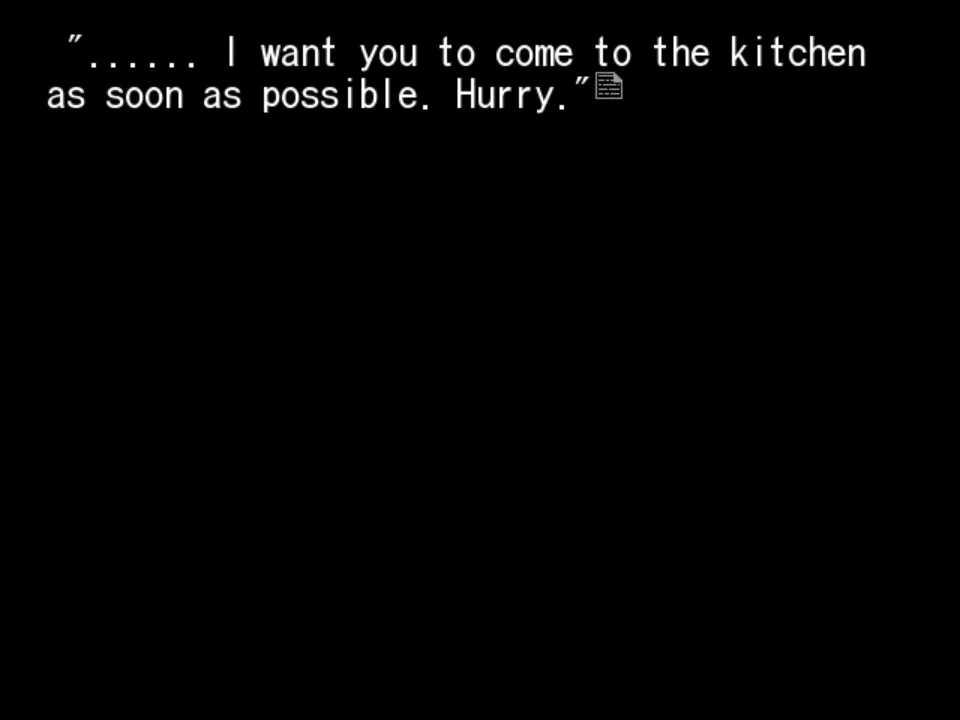 "...... I want you to come to the kitchen
as soon as possible. Hurry."